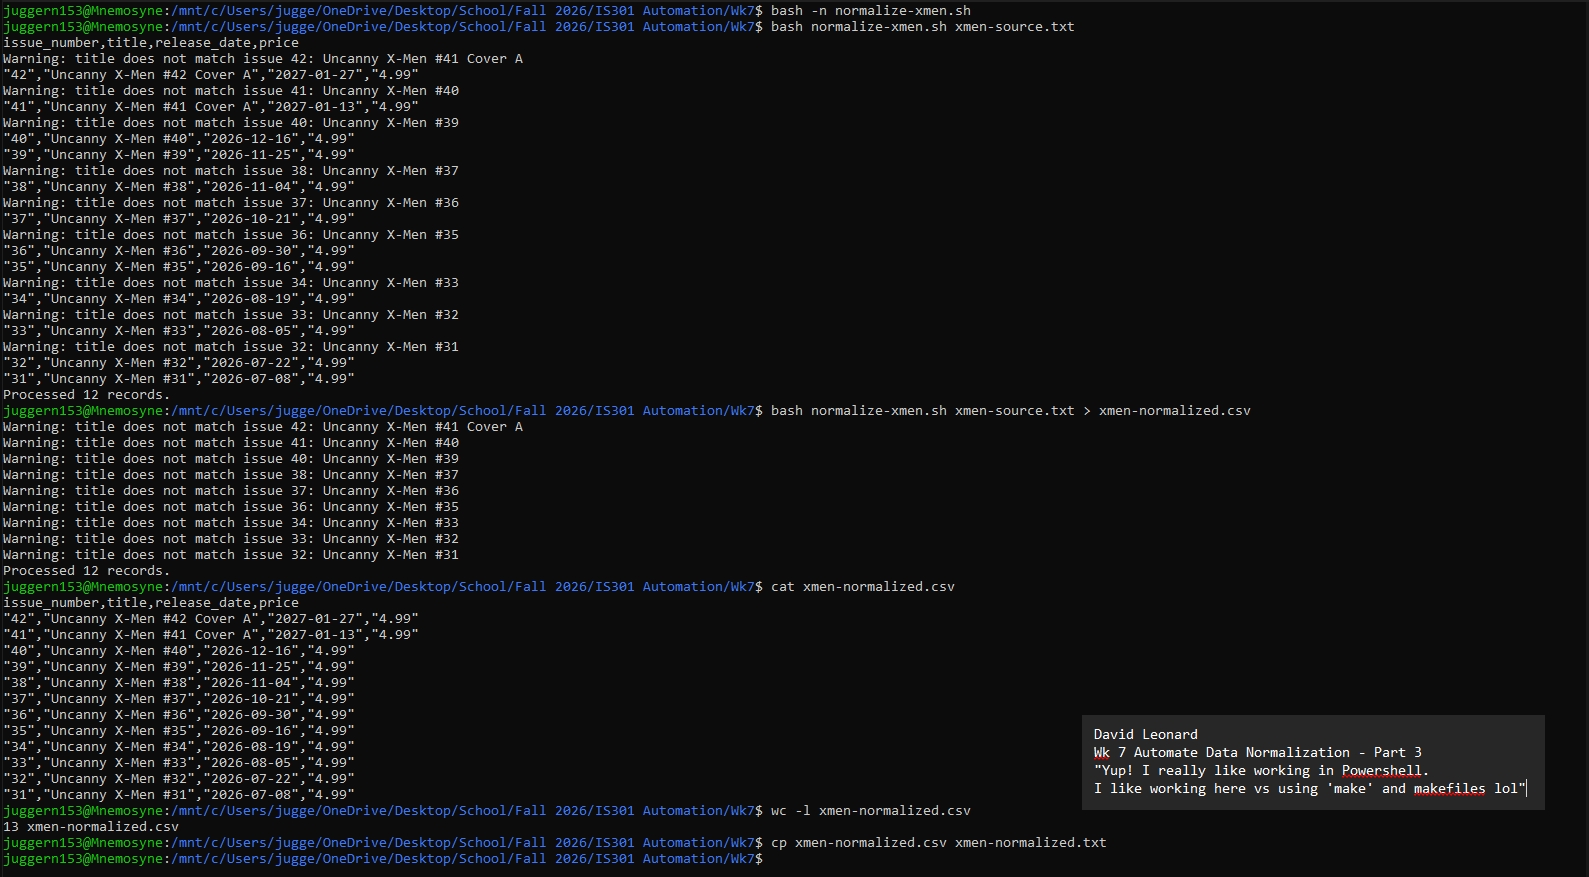 juggern153@Mnemosyne:/mnt/c/Users/jugge/OneDrive/Desktop/School/Fall 2026/IS301 Automation/Wk7$ bash -n normalize-xmen.sh
juggern153@Mnemosyne:/mnt/c/Users/jugge/OneDrive/Desktop/School/Fall 2026/IS301 Automation/Wk7$ bash normalize-xmen.sh xmen-source.txt
issue_number,title,release_date,price
Warning: title does not match issue 42: Uncanny X-Men #41 Cover A
"42","Uncanny X-Men #42 Cover A","2027-01-27","4.99"
Warning: title does not match issue 41: Uncanny X-Men #40
"41","Uncanny X-Men #41 Cover A","2027-01-13","4.99"
Warning: title does not match issue 40: Uncanny X-Men #39
"40","Uncanny X-Men #40","2026-12-16","4.99"
"39","Uncanny X-Men #39","2026-11-25","4.99"
Warning: title does not match issue 38: Uncanny X-Men #37
"38","Uncanny X-Men #38","2026-11-04","4.99"
Warning: title does not match issue 37: Uncanny X-Men #36
"37","Uncanny X-Men #37","2026-10-21","4.99"
Warning: title does not match issue 36: Uncanny X-Men #35
"36","Uncanny X-Men #36","2026-09-30","4.99"
"35","Uncanny X-Men #35","2026-09-16","4.99"
Warning: title does not match issue 34: Uncanny X-Men #33
"34","Uncanny X-Men #34","2026-08-19","4.99"
Warning: title does not match issue 33: Uncanny X-Men #32
"33","Uncanny X-Men #33","2026-08-05","4.99"
Warning: title does not match issue 32: Uncanny X-Men #31
"32","Uncanny X-Men #32","2026-07-22","4.99"
"31","Uncanny X-Men #31","2026-07-08","4.99"
Processed 12 records.
juggern153@Mnemosyne:/mnt/c/Users/jugge/OneDrive/Desktop/School/Fall 2026/IS301 Automation/Wk7$ bash normalize-xmen.sh xmen-source.txt > xmen-normalized.csv
Warning: title does not match issue 42: Uncanny X-Men #41 Cover A
Warning: title does not match issue 41: Uncanny X-Men #40
Warning: title does not match issue 40: Uncanny X-Men #39
Warning: title does not match issue 38: Uncanny X-Men #37
Warning: title does not match issue 37: Uncanny X-Men #36
Warning: title does not match issue 36: Uncanny X-Men #35
Warning: title does not match issue 34: Uncanny X-Men #33
Warning: title does not match issue 33: Uncanny X-Men #32
Warning: title does not match issue 32: Uncanny X-Men #31
Processed 12 records.
juggern153@Mnemosyne:/mnt/c/Users/jugge/OneDrive/Desktop/School/Fall 2026/IS301 Automation/Wk7$ cat xmen-normalized.csv
issue_number,title,release_date,price
"42","Uncanny X-Men #42 Cover A","2027-01-27","4.99"
"41","Uncanny X-Men #41 Cover A","2027-01-13","4.99"
"40","Uncanny X-Men #40","2026-12-16","4.99"
"39","Uncanny X-Men #39","2026-11-25","4.99"
"38","Uncanny X-Men #38","2026-11-04","4.99"
"37","Uncanny X-Men #37","2026-10-21","4.99"
"36","Uncanny X-Men #36","2026-09-30","4.99"
"35","Uncanny X-Men #35","2026-09-16","4.99"
"34","Uncanny X-Men #34","2026-08-19","4.99"
"33","Uncanny X-Men #33","2026-08-05","4.99"
"32","Uncanny X-Men #32","2026-07-22","4.99"
"31","Uncanny X-Men #31","2026-07-08","4.99"
juggern153@Mnemosyne:/mnt/c/Users/jugge/OneDrive/Desktop/School/Fall 2026/IS301 Automation/Wk7$ wc -l xmen-normalized.csv
13 xmen-normalized.csv
juggern153@Mnemosyne:/mnt/c/Users/jugge/OneDrive/Desktop/School/Fall 2026/IS301 Automation/Wk7$ cp xmen-normalized.csv xmen-normalized.txt
juggern153@Mnemosyne:/mnt/c/Users/jugge/OneDrive/Desktop/School/Fall 2026/IS301 Automation/Wk7$
David Leonard
Wk 7 Automate Data Normalization - Part 3
"Yup! I really like working in Powershell.
I like working here vs using 'make' and makefiles lol"